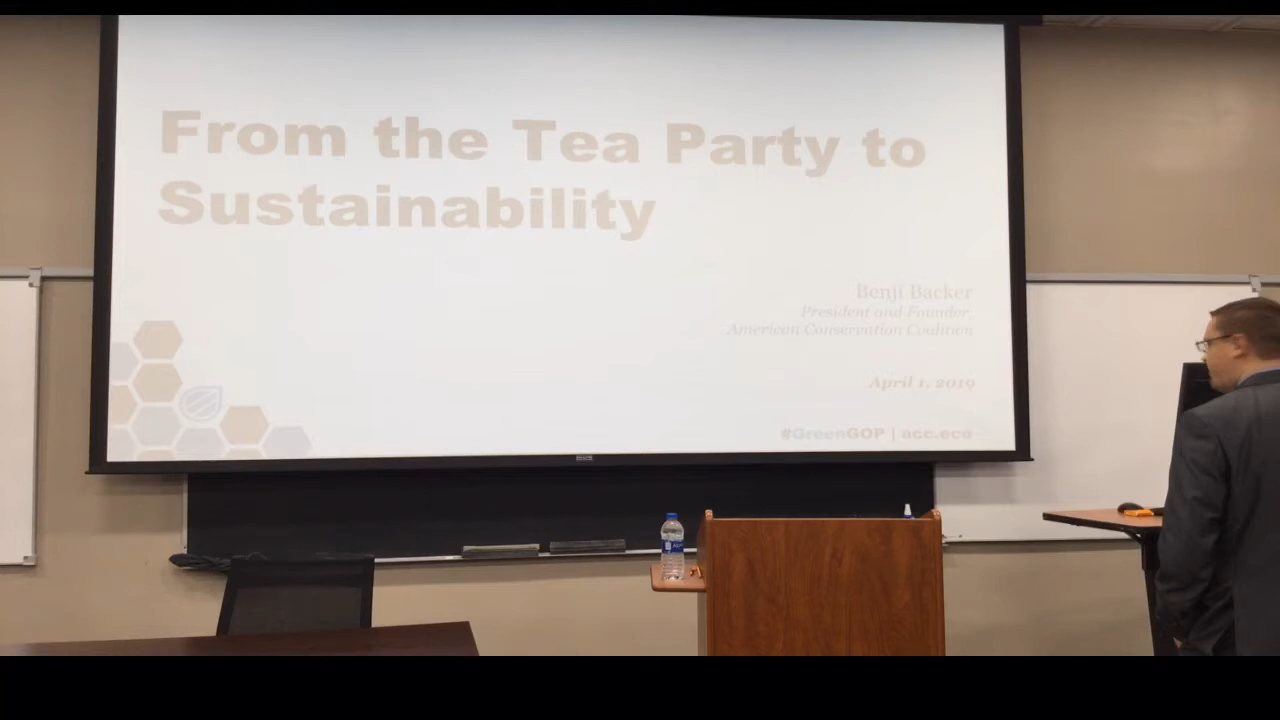 From the Tea Party to
Sustainability
Benji Backer
President and Founder,
American Conservation Coalition
April 1, 2019
#GreenGOP | acc.eco